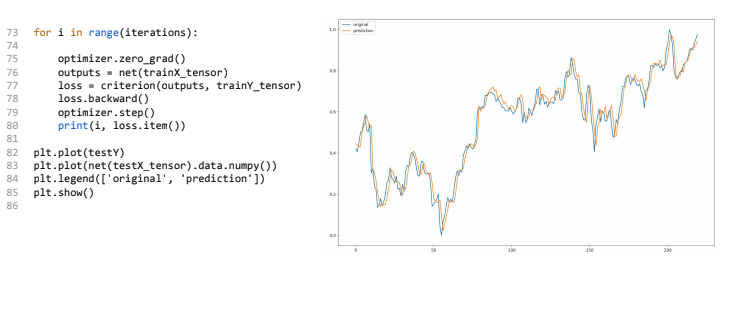 73 for i in range(iterations):
74
75     optimizer.zero_grad()
76     outputs = net(trainX_tensor)
77     loss = criterion(outputs, trainY_tensor)
78     loss.backward()
79     optimizer.step()
80     print(i, loss.item())
81
82 plt.plot(testY)
83 plt.plot(net(testX_tensor).data.numpy())
84 plt.legend(['original', 'prediction'])
85 plt.show()
86
original
prediction
1.0
0.8
0.6
0.4
0.2
0.0
0 50 100 150 200